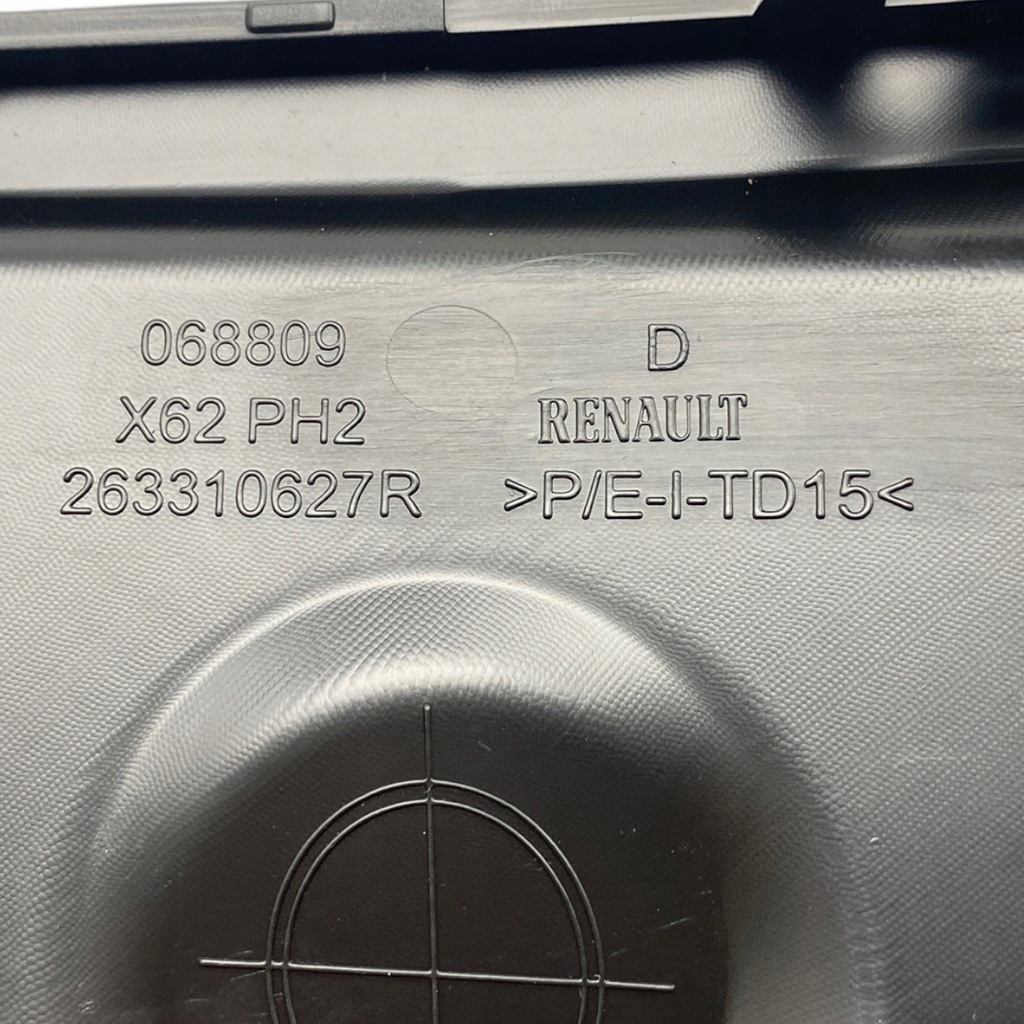 068809
X62 PH2
263310627R
D
RENAULT
>P/E-I-TD15<